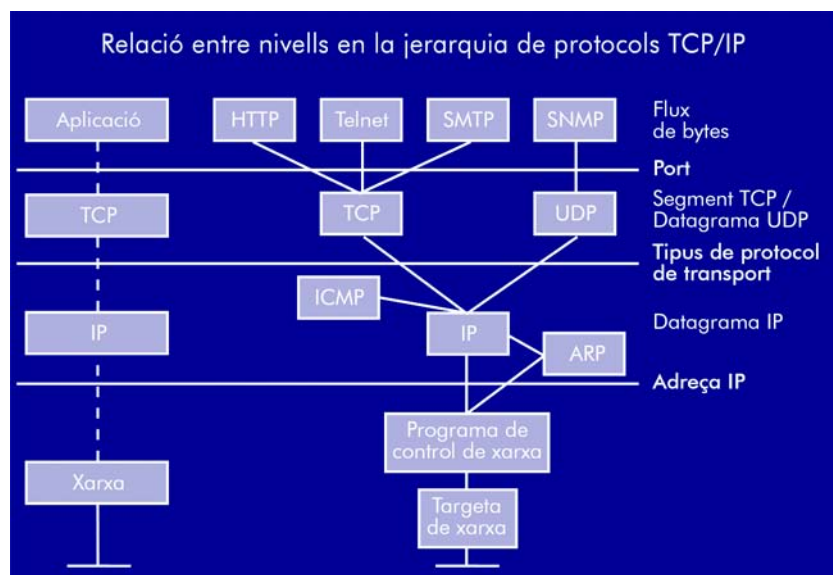 Relació entre nivells en la jerarquia de protocols TCP/IP
Aplicació
HTTP
Telnet
SMTP
SNMP
Flux
de bytes
Port
TCP
TCP
UDP
Segment TCP /
Datagrama UDP
Tipus de protocol
de transport
ICMP
IP
IP
ARP
Datagrama IP
Adreça IP
Programa de
control de xarxa
Xarxa
Targeta
de xarxa